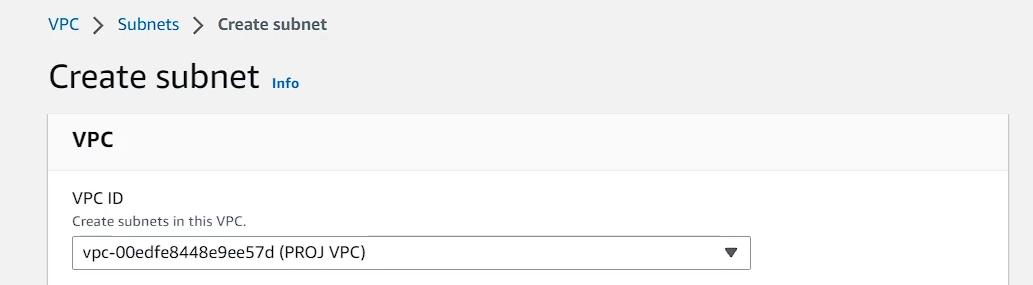 VPC > Subnets > Create subnet
Create subnet Info
VPC
VPC ID
Create subnets in this VPC.
vpc-00edfe8448e9ee57d (PROJ VPC)